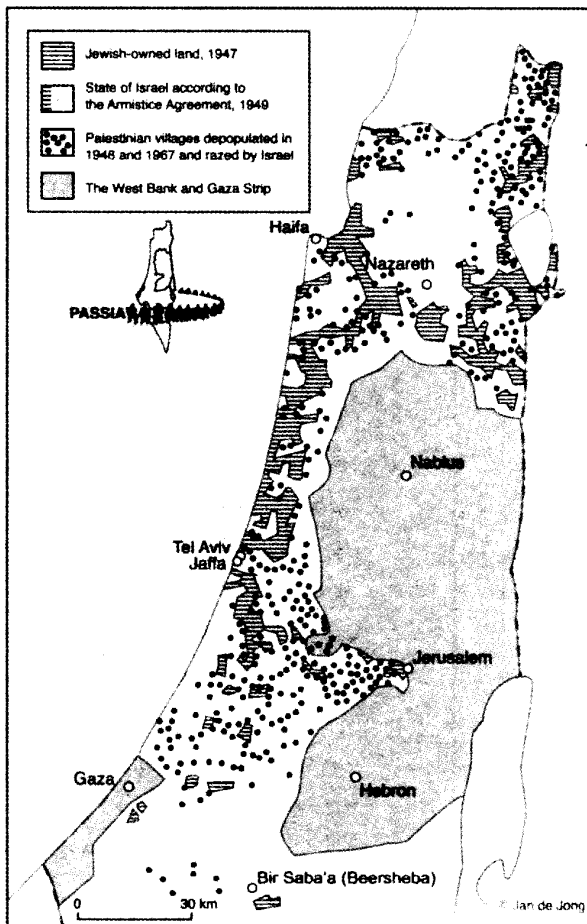 Jewish-owned land, 1947
State of Israel according to
the Armistice Agreement, 1949
Palestinian villages depopulated in
1948 and 1967 and razed by Israel
The West Bank and Gaza Strip
Haifa
Nazareth
PASSIA
Nablus
Tel Aviv
Jaffa
Jerusalem
Gaza
Hebron
Bir Saba'a (Beersheba)
0 30 km
© Jan de Jong